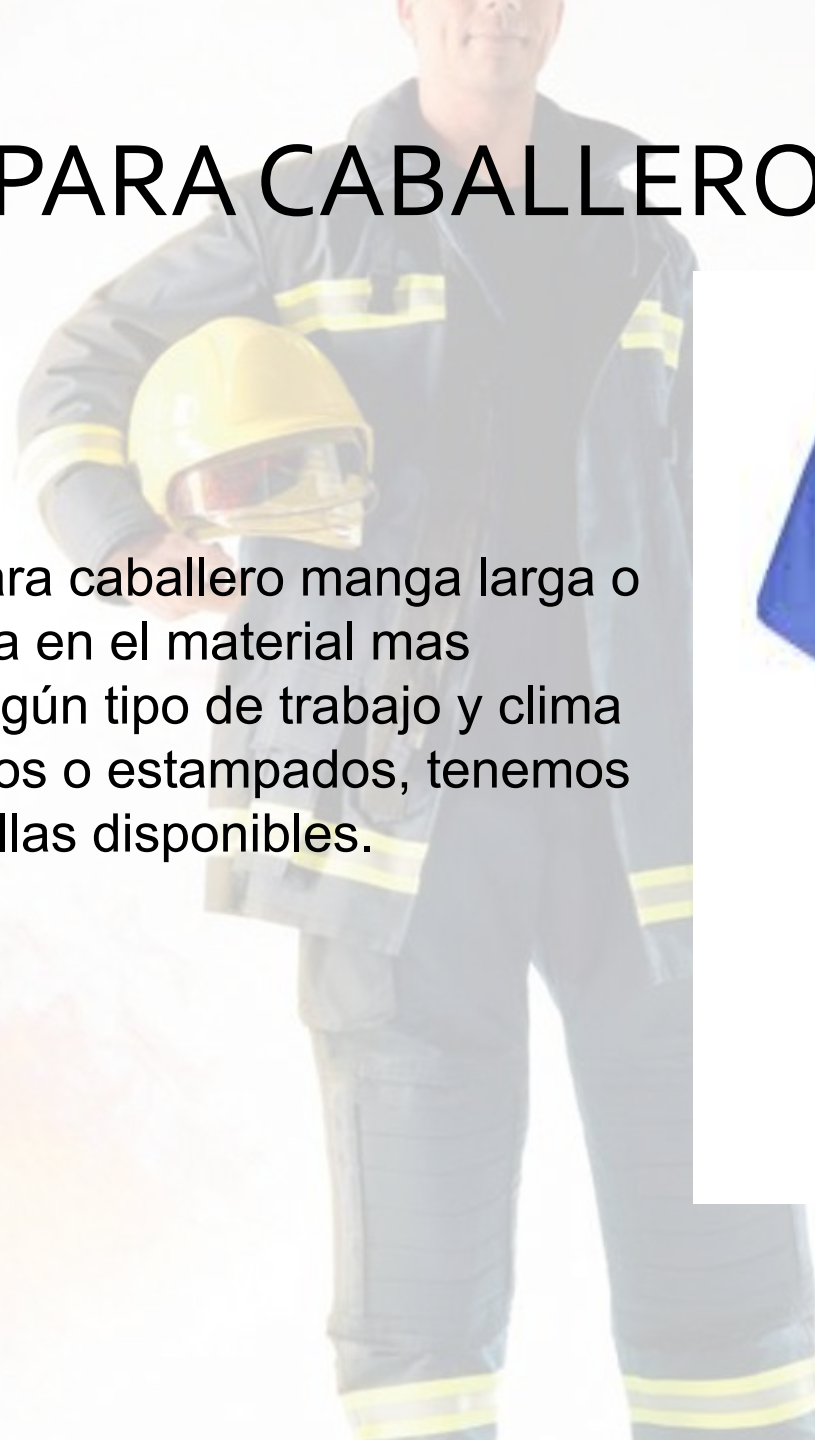 PARA CABALLERO
ara caballero manga larga o
a en el material mas
gún tipo de trabajo y clima
os o estampados, tenemos
llas disponibles.